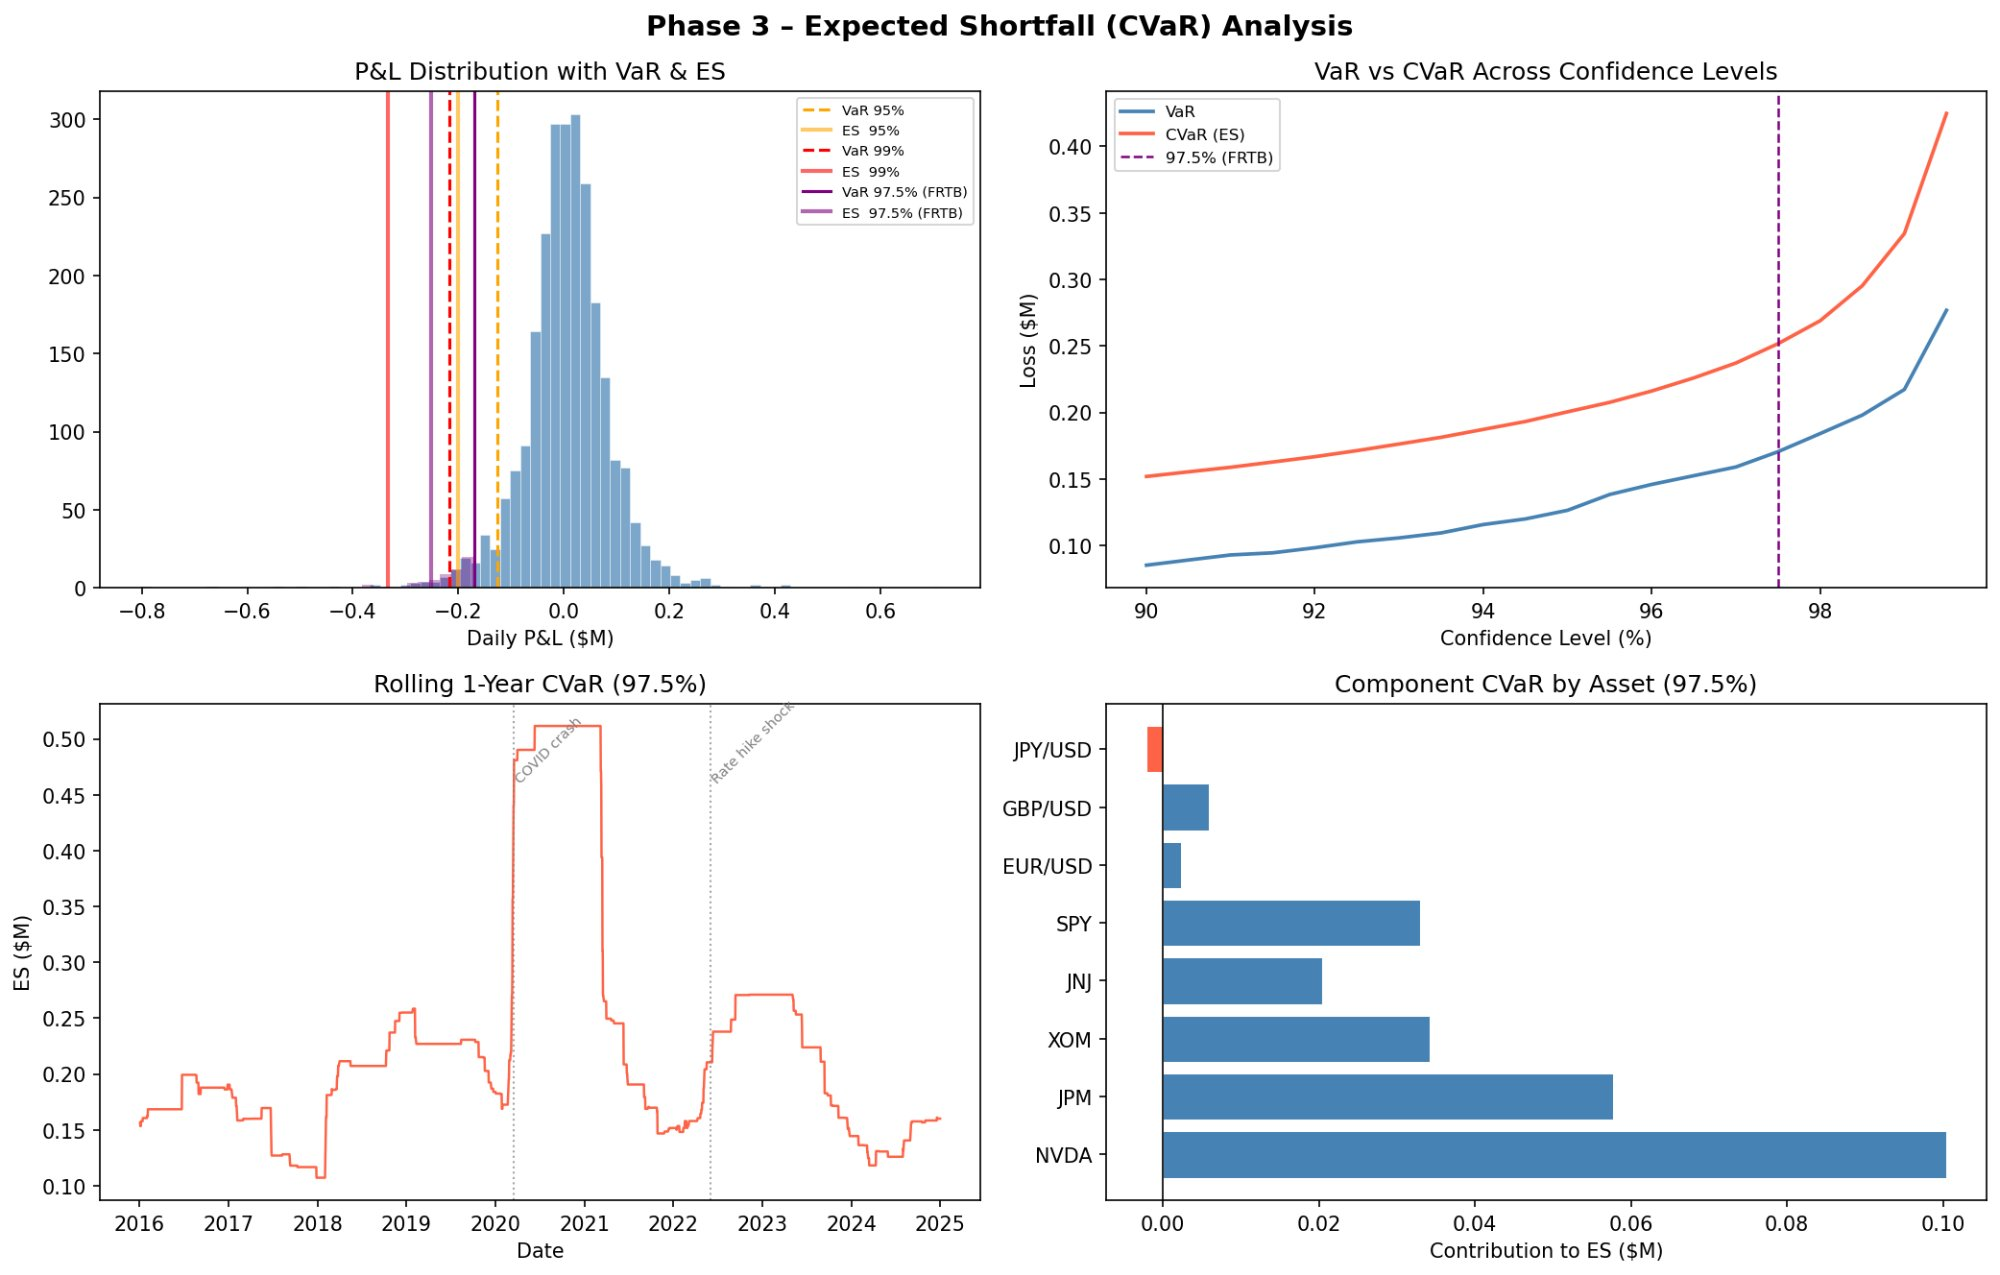 Phase 3 – Expected Shortfall (CVaR) Analysis
P&L Distribution with VaR & ES
300
250
200
150
100
50
0
−0.8 −0.6 −0.4 −0.2 0.0 0.2 0.4 0.6
Daily P&L ($M)
VaR 95%
ES 95%
VaR 99%
ES 99%
VaR 97.5% (FRTB)
ES 97.5% (FRTB)
VaR vs CVaR Across Confidence Levels
VaR
CVaR (ES)
97.5% (FRTB)
Loss ($M)
0.40
0.35
0.30
0.25
0.20
0.15
0.10
90 92 94 96 98
Confidence Level (%)
Rolling 1-Year CVaR (97.5%)
COVID crash
Rate hike shock
ES ($M)
0.50
0.45
0.40
0.35
0.30
0.25
0.20
0.15
0.10
2016 2017 2018 2019 2020 2021 2022 2023 2024 2025
Date
Component CVaR by Asset (97.5%)
JPY/USD
GBP/USD
EUR/USD
SPY
JNJ
XOM
JPM
NVDA
0.00 0.02 0.04 0.06 0.08 0.10
Contribution to ES ($M)